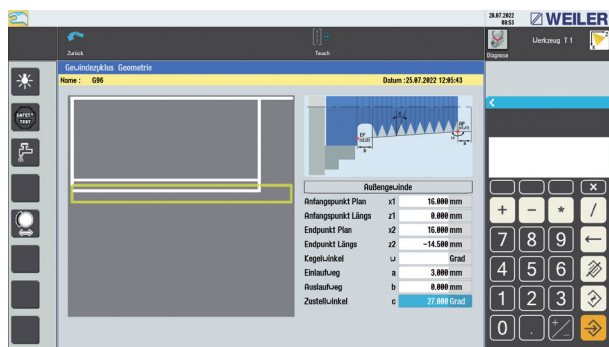 28.07.2022
08:53
WEILER
Zurück
Teach
Diagnose
Werkzeug T 1
Gewindezyklus Geometrie
Name : G96
Datum :25.07.2022 12:05:43
SAFETY
TEST
Außengewinde
Anfangspunkt Plan x1 16.000 mm
Anfangspunkt Längs z1 0.000 mm
Endpunkt Plan x2 16.000 mm
Endpunkt Längs z2 -14.500 mm
Kegelwinkel w Grad
Einlaufweg a 3.000 mm
Auslaufweg b 0.000 mm
Zustellwinkel c 27.000 Grad
+ - * /
7 8 9 ←
4 5 6
1 2 3
0 . +/-